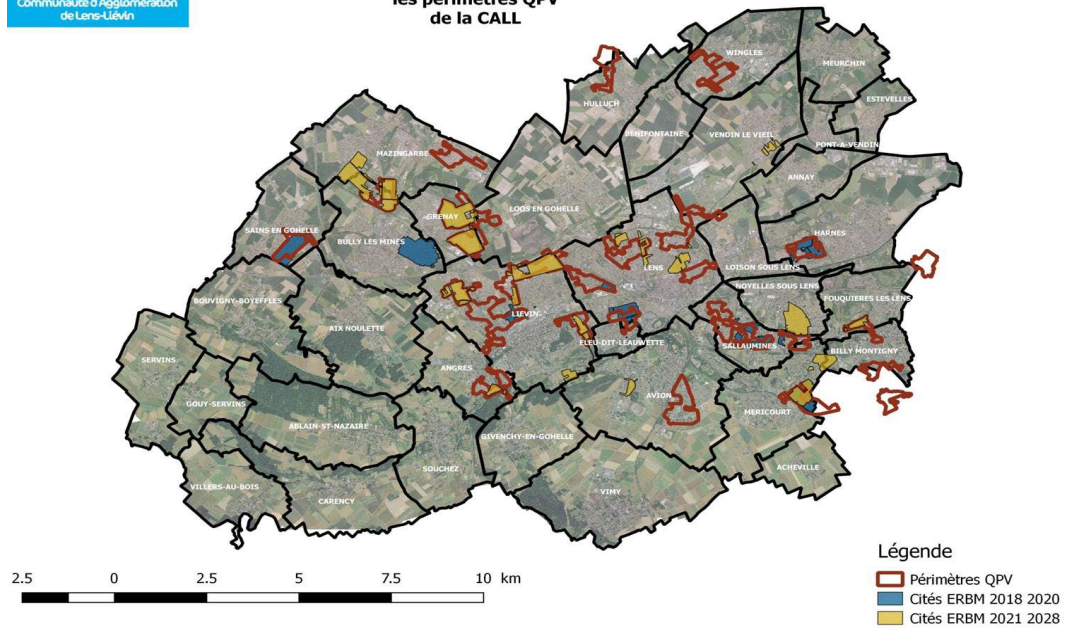 Communauté d'Agglomération
de Lens-Liévin
les périmètres QPV
de la CALL
WINGLES
MEURCHIN
HULLUCH
ESTEVELLES
BENIFONTAINE
VENDIN LE VIEIL
PONT-A-VENDIN
MAZINGARBE
ANNAY
GRENAY
LOOS EN GOHELLE
SAINS EN GOHELLE
BULLY LES MINES
HARNES
LENS
LOISON SOUS LENS
NOYELLES SOUS LENS
BOUVIGNY-BOYEFFLES
FOUQUIERES LES LENS
LIEVIN
AIX NOULETTE
ELEU-DIT-LEAUWETTE
SALLAUMINES
BILLY MONTIGNY
SERVINS
ANGRES
AVION
GOUY-SERVINS
MERICOURT
ABLAIN-ST-NAZAIRE
GIVENCHY-EN-GOHELLE
SOUCHEZ
ACHEVILLE
VILLERS-AU-BOIS
VIMY
CARENCY
Légende
2.5 0 2.5 5 7.5 10 km
Périmètres QPV
Cités ERBM 2018 2020
Cités ERBM 2021 2028